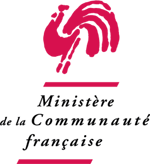 Ministère
de la Communauté
française